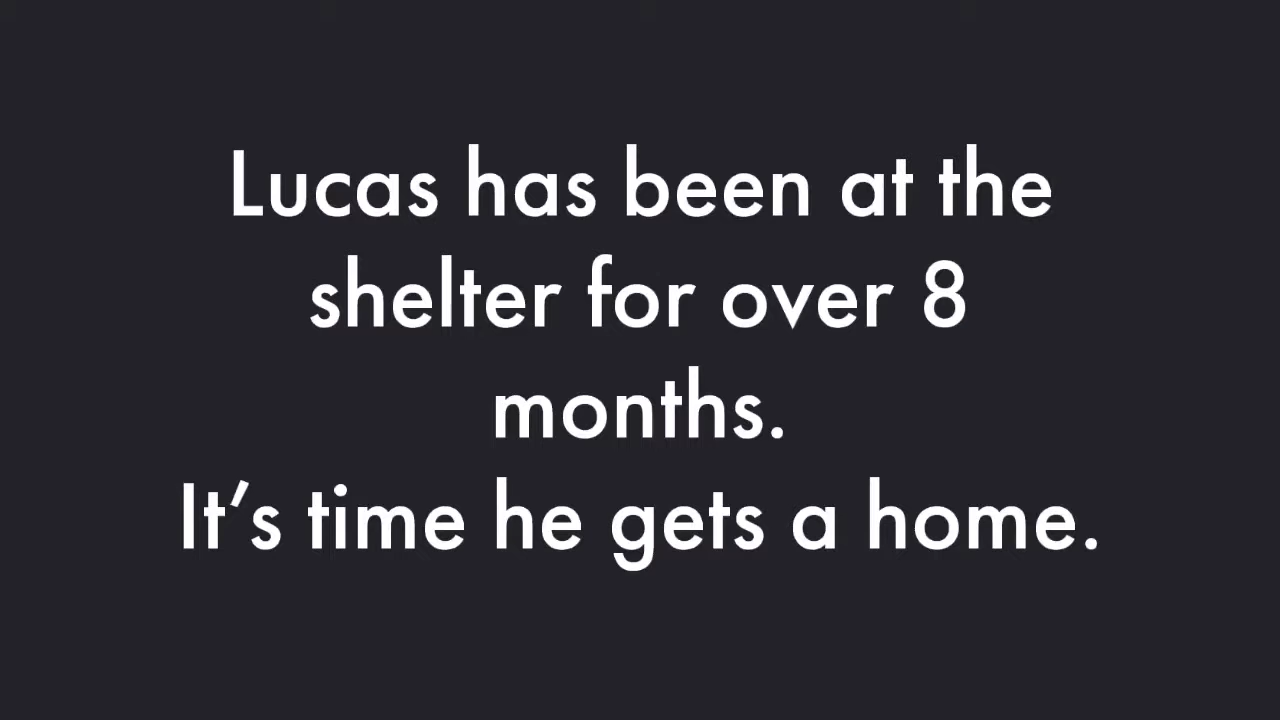 Lucas has been at the
shelter for over 8
months.
It’s time he gets a home.